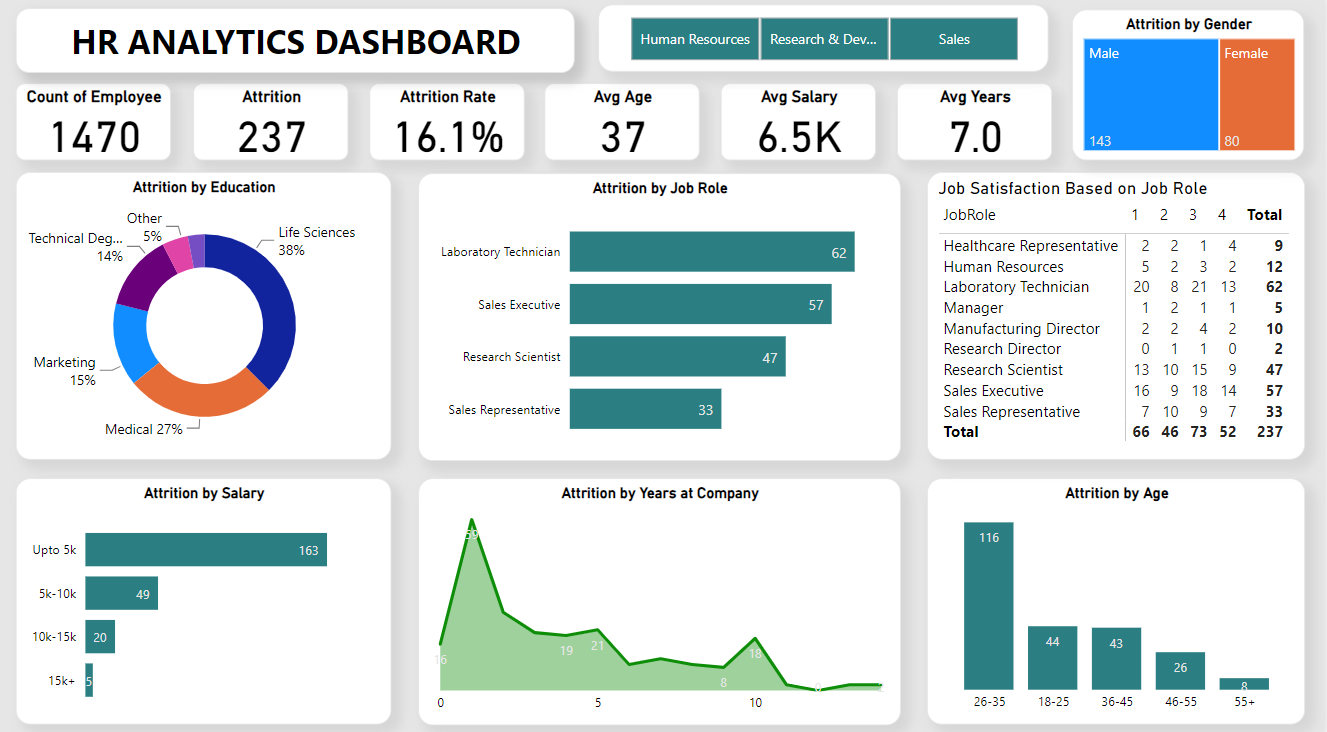 HR ANALYTICS DASHBOARD
Human Resources Research & Dev... Sales
Attrition by Gender
Male Female
143 80
Count of Employee
1470
Attrition
237
Attrition Rate
16.1%
Avg Age
37
Avg Salary
6.5K
Avg Years
7.0
Attrition by Education
Other
5%
Life Sciences
38%
Technical Deg...
14%
Marketing
15%
Medical 27%
Attrition by Job Role
Laboratory Technician 62
Sales Executive 57
Research Scientist 47
Sales Representative 33
Job Satisfaction Based on Job Role
JobRole 1 2 3 4 Total
Healthcare Representative 2 2 1 4 9
Human Resources 5 2 3 2 12
Laboratory Technician 20 8 21 13 62
Manager 1 2 1 1 5
Manufacturing Director 2 2 4 2 10
Research Director 0 1 1 0 2
Research Scientist 13 10 15 9 47
Sales Executive 16 9 18 14 57
Sales Representative 7 10 9 7 33
Total 66 46 73 52 237
Attrition by Salary
Upto 5k 163
5k-10k 49
10k-15k 20
15k+ 5
Attrition by Years at Company
59
16
19
21
8
18
0
0 5 10
Attrition by Age
116
44
43
26
8
26-35 18-25 36-45 46-55 55+